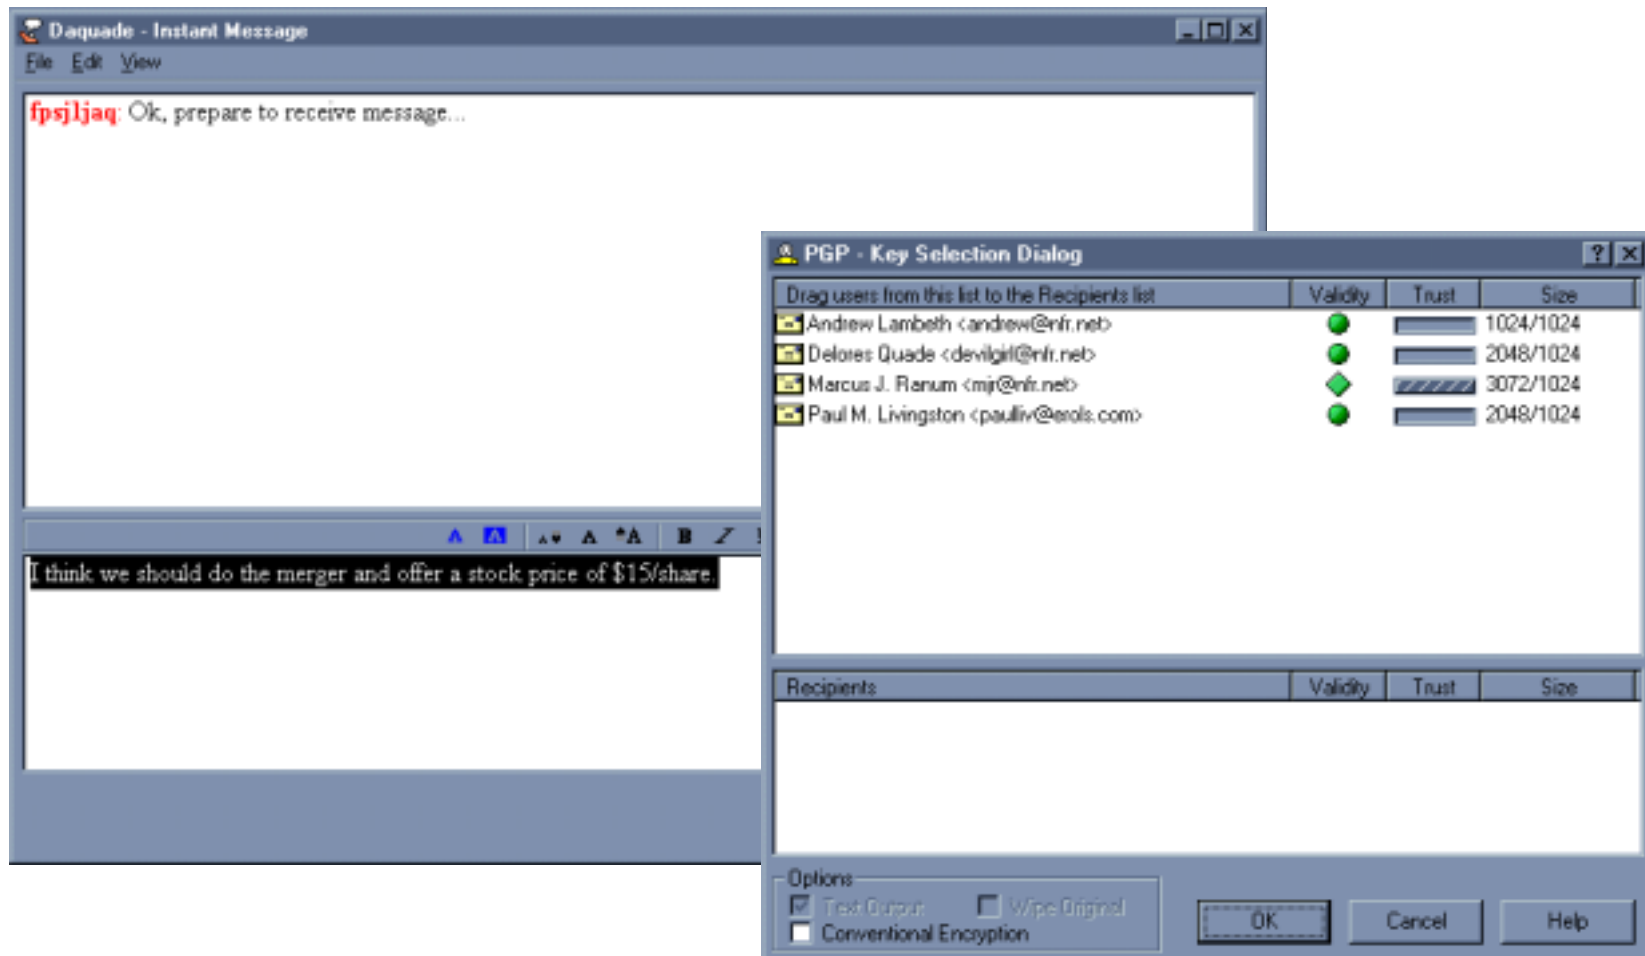 Daquade - Instant Message
File Edit View
fpsjljaq: Ok, prepare to receive message...
A A A A A B I
I think we should do the merger and offer a stock price of $15/share.
PGP - Key Selection Dialog
Drag users from this list to the Recipients list Validity Trust Size
Andrew Lambeth <andrew@nfr.net> 1024/1024
Delores Quade <devilgirl@nfr.net> 2048/1024
Marcus J. Ranum <mjr@nfr.net> 3072/1024
Paul M. Livingston <paulliv@erols.com> 2048/1024
Recipients Validity Trust Size
Options
Text Output Wipe Original
Conventional Encryption
OK Cancel Help